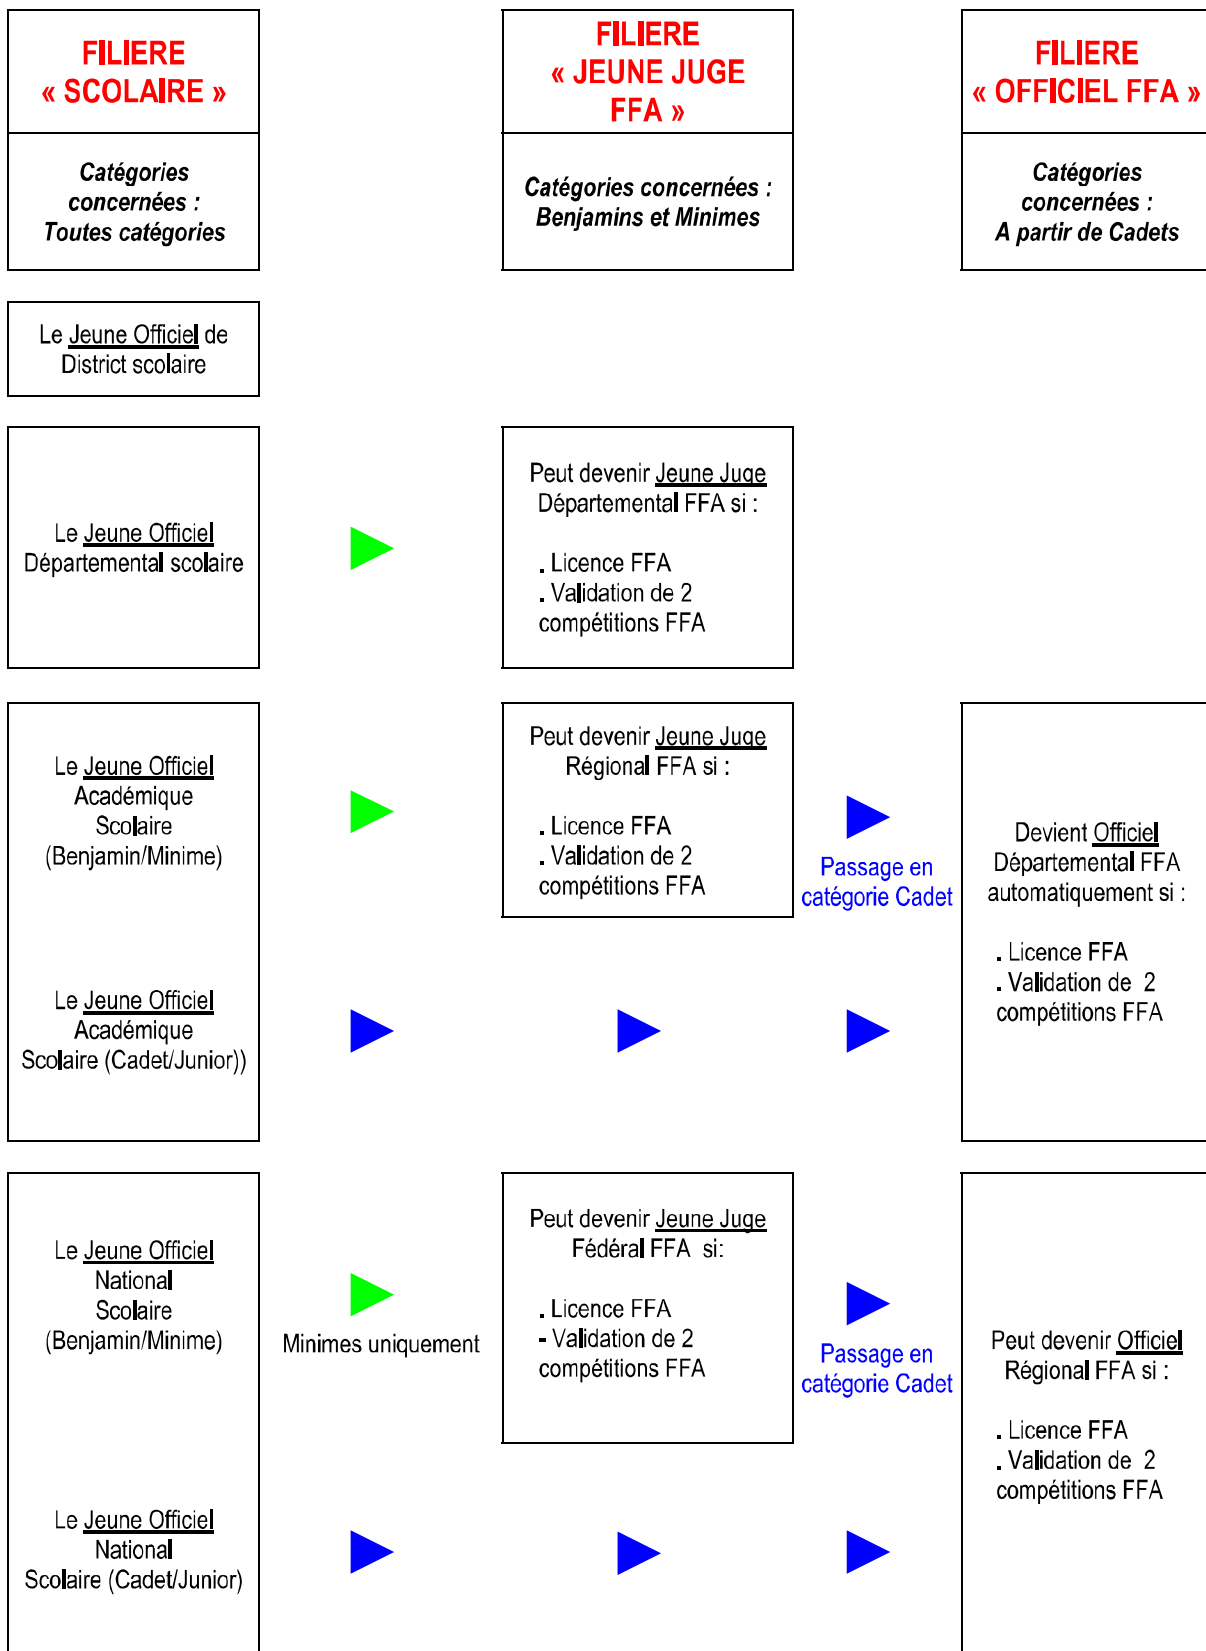 FILIERE
« SCOLAIRE »
FILIERE
« JEUNE JUGE
FFA »
FILIERE
« OFFICIEL FFA »
Catégories
concernées :
Toutes catégories
Catégories concernées :
Benjamins et Minimes
Catégories
concernées :
A partir de Cadets
Le Jeune Officiel de
District scolaire
Le Jeune Officiel
Départemental scolaire
Peut devenir Jeune Juge
Départemental FFA si :
. Licence FFA
. Validation de 2
compétitions FFA
Le Jeune Officiel
Académique
Scolaire
(Benjamin/Minime)
Peut devenir Jeune Juge
Régional FFA si :
. Licence FFA
. Validation de 2
compétitions FFA
Passage en
catégorie Cadet
Devient Officiel
Départemental FFA
automatiquement si :
. Licence FFA
. Validation de 2
compétitions FFA
Le Jeune Officiel
Académique
Scolaire (Cadet/Junior))
Le Jeune Officiel
National
Scolaire
(Benjamin/Minime)
Minimes uniquement
Peut devenir Jeune Juge
Fédéral FFA si:
. Licence FFA
- Validation de 2
compétitions FFA
Passage en
catégorie Cadet
Peut devenir Officiel
Régional FFA si :
. Licence FFA
. Validation de 2
compétitions FFA
Le Jeune Officiel
National
Scolaire (Cadet/Junior)